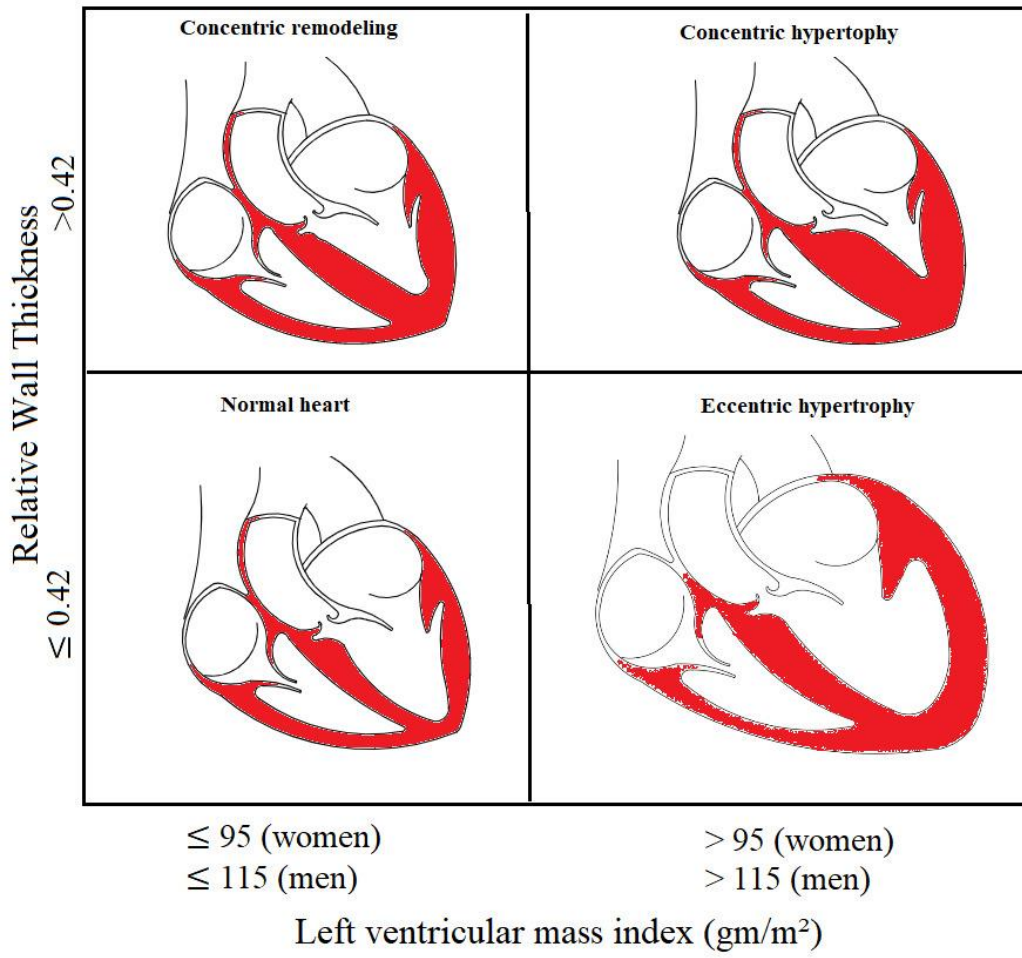 Concentric remodeling
Concentric hypertophy
Relative Wall Thickness
>0.42
≤ 0.42
Normal heart
Eccentric hypertrophy
≤ 95 (women)
≤ 115 (men)
> 95 (women)
> 115 (men)
Left ventricular mass index (gm/m²)